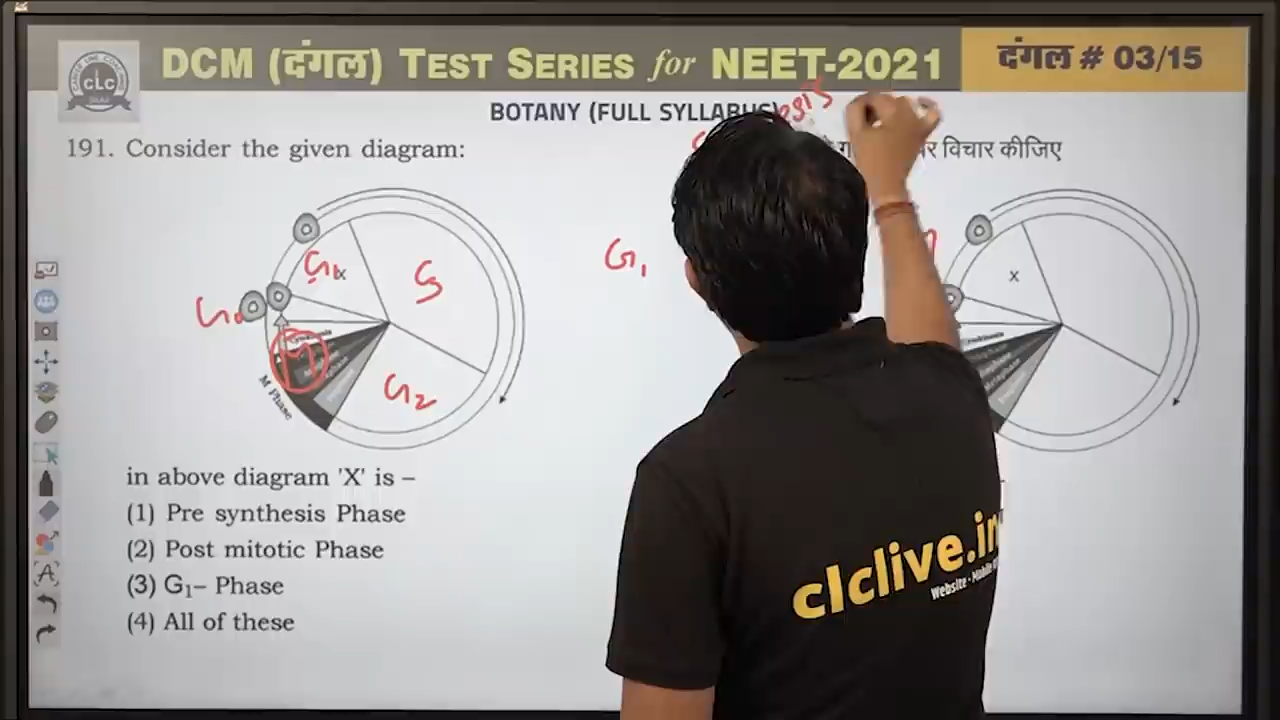 DCM (दंगल) TEST SERIES for NEET-2021
दंगल # 03/15
CLC
BOTANY (FULL SYLLABUS)
191. Consider the given diagram:
विचार कीजिए
G₁
X
S
G₀
M
G₂
M Phase
G₁
X
in above diagram 'X' is –
(1) Pre synthesis Phase
(2) Post mitotic Phase
(3) G₁– Phase
(4) All of these
clclive.in
Website - Mobile